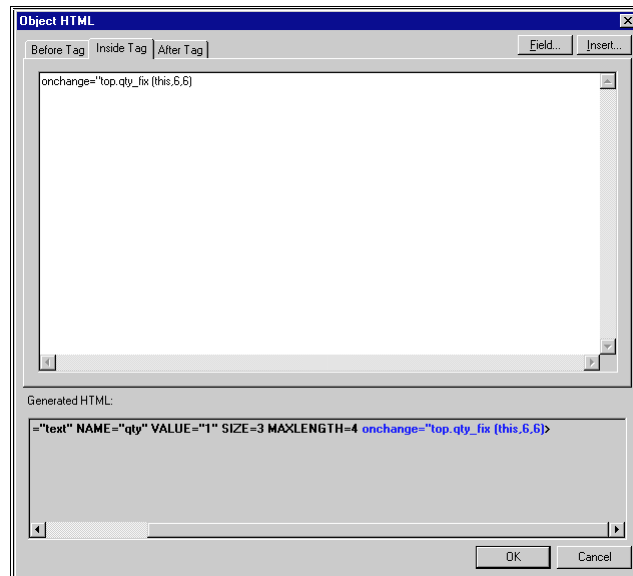 Object HTML
Before Tag Inside Tag After Tag Field... Insert...
onchange="top.qty_fix (this,6,6)
Generated HTML:
="text" NAME="qty" VALUE="1" SIZE=3 MAXLENGTH=4 onchange="top.qty_fix (this,6,6)>
OK Cancel